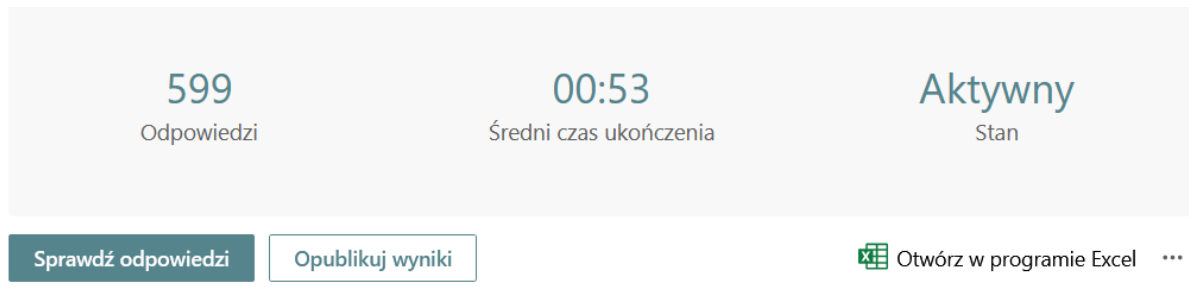 599
Odpowiedzi
00:53
Średni czas ukończenia
Aktywny
Stan
Sprawdź odpowiedzi
Opublikuj wyniki
Otwórz w programie Excel